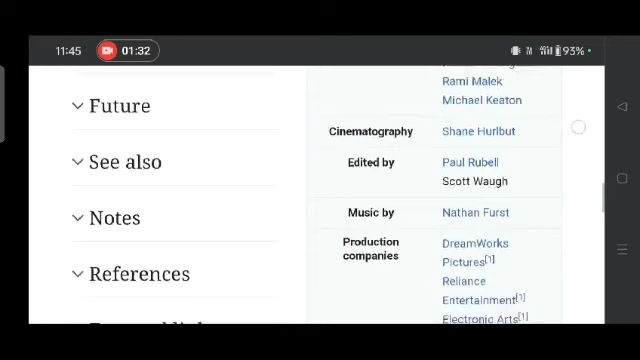 11:45
01:32
93%
Future
See also
Notes
References
Rami Malek
Michael Keaton
Cinematography Shane Hurlbut
Edited by Paul Rubell
Scott Waugh
Music by Nathan Furst
Production companies DreamWorks
Pictures[1]
Reliance
Entertainment[1]
Electronic Arts[1]